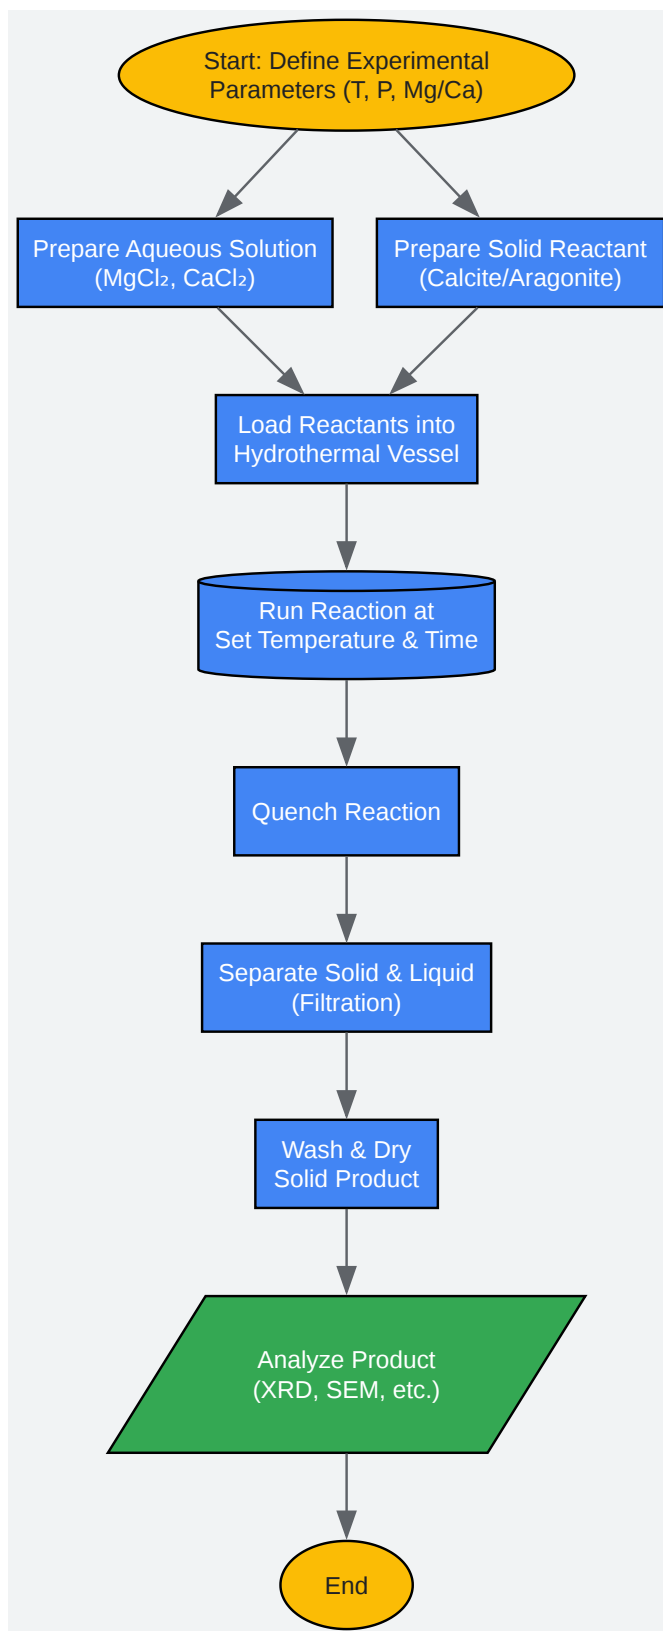 Start: Define Experimental
Parameters (T, P, Mg/Ca)
Prepare Aqueous Solution
(MgCl₂, CaCl₂)
Prepare Solid Reactant
(Calcite/Aragonite)
Load Reactants into
Hydrothermal Vessel
Run Reaction at
Set Temperature & Time
Quench Reaction
Separate Solid & Liquid
(Filtration)
Wash & Dry
Solid Product
Analyze Product
(XRD, SEM, etc.)
End